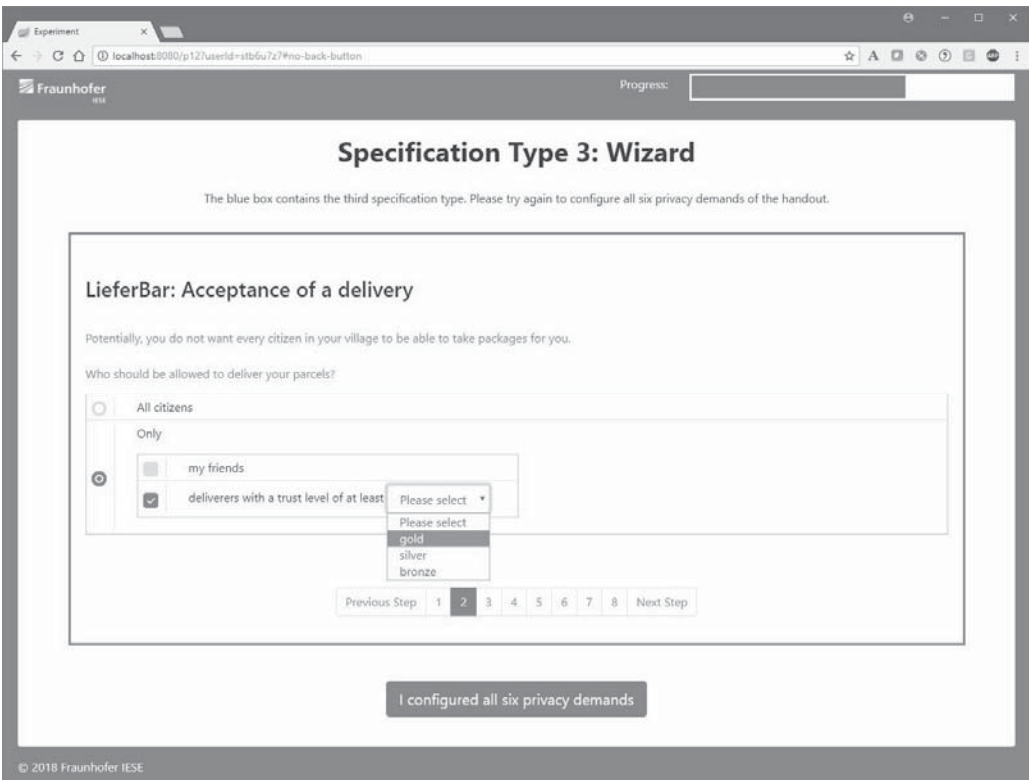 Experiment
localhost:8080/p12?userId=stb6u7z7#no-back-button
Fraunhofer
IESE
Progress:
Specification Type 3: Wizard
The blue box contains the third specification type. Please try again to configure all six privacy demands of the handout.
LieferBar: Acceptance of a delivery
Potentially, you do not want every citizen in your village to be able to take packages for you.
Who should be allowed to deliver your parcels?
All citizens
Only
my friends
deliverers with a trust level of at least Please select
Please select
gold
silver
bronze
Previous Step 1 2 3 4 5 6 7 8 Next Step
I configured all six privacy demands
© 2018 Fraunhofer IESE